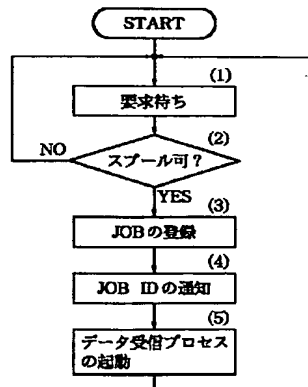 START
(1)
要求待ち
(2)
NO
スプール可？
YES
(3)
JOBの登録
(4)
JOB IDの通知
(5)
データ受信プロセス
の起動